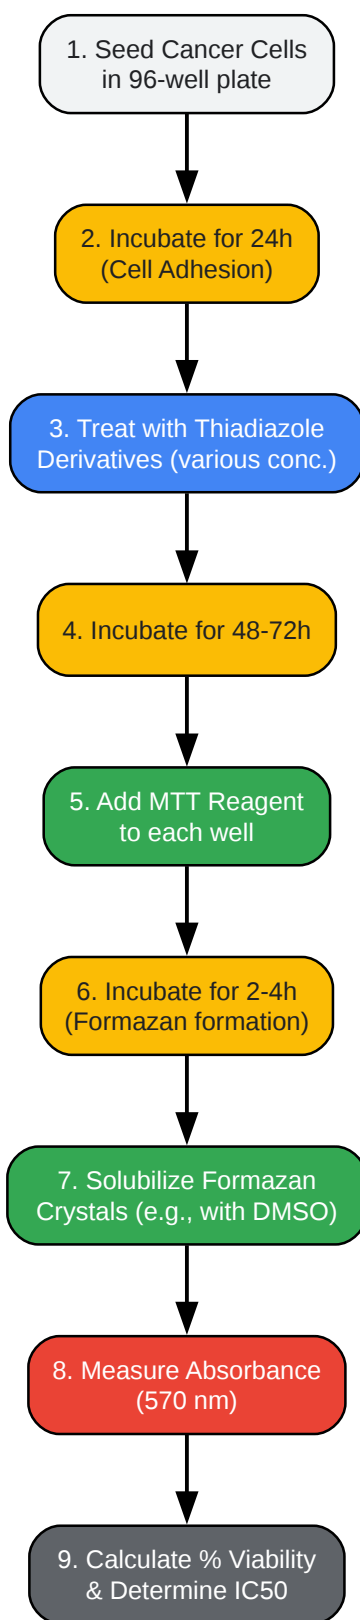 1. Seed Cancer Cells
in 96-well plate
2. Incubate for 24h
(Cell Adhesion)
3. Treat with Thiadiazole
Derivatives (various conc.)
4. Incubate for 48-72h
5. Add MTT Reagent
to each well
6. Incubate for 2-4h
(Formazan formation)
7. Solubilize Formazan
Crystals (e.g., with DMSO)
8. Measure Absorbance
(570 nm)
9. Calculate % Viability
& Determine IC50